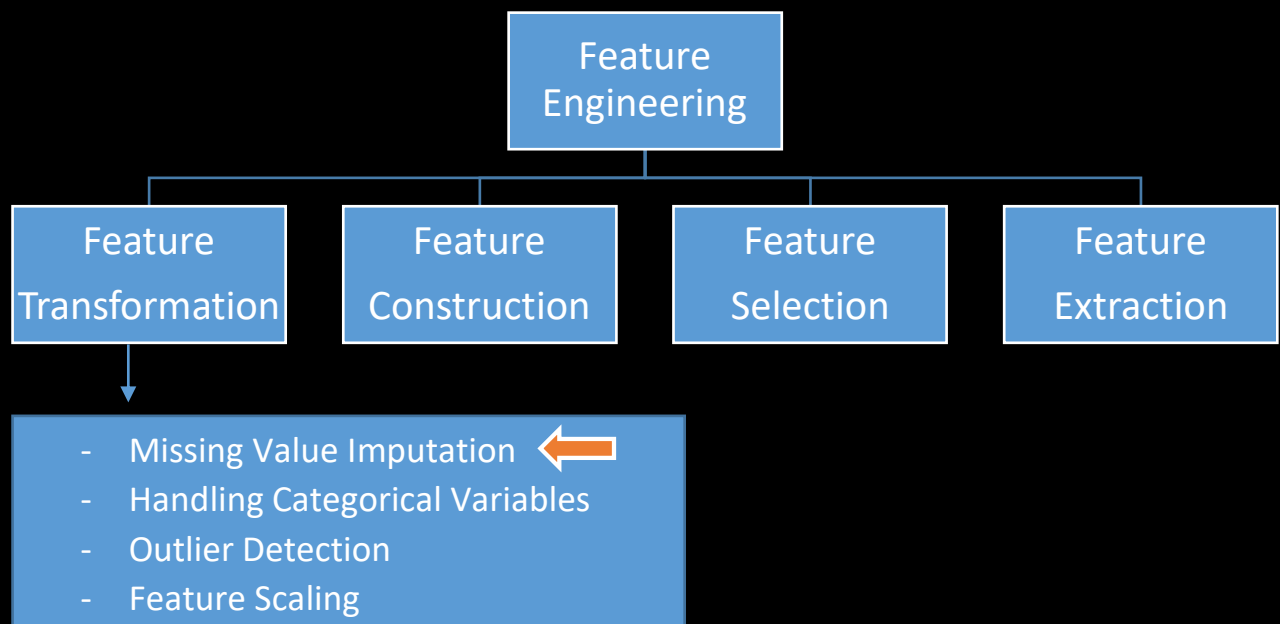 Feature
Engineering
Feature
Transformation
Feature
Construction
Feature
Selection
Feature
Extraction
- Missing Value Imputation
- Handling Categorical Variables
- Outlier Detection
- Feature Scaling